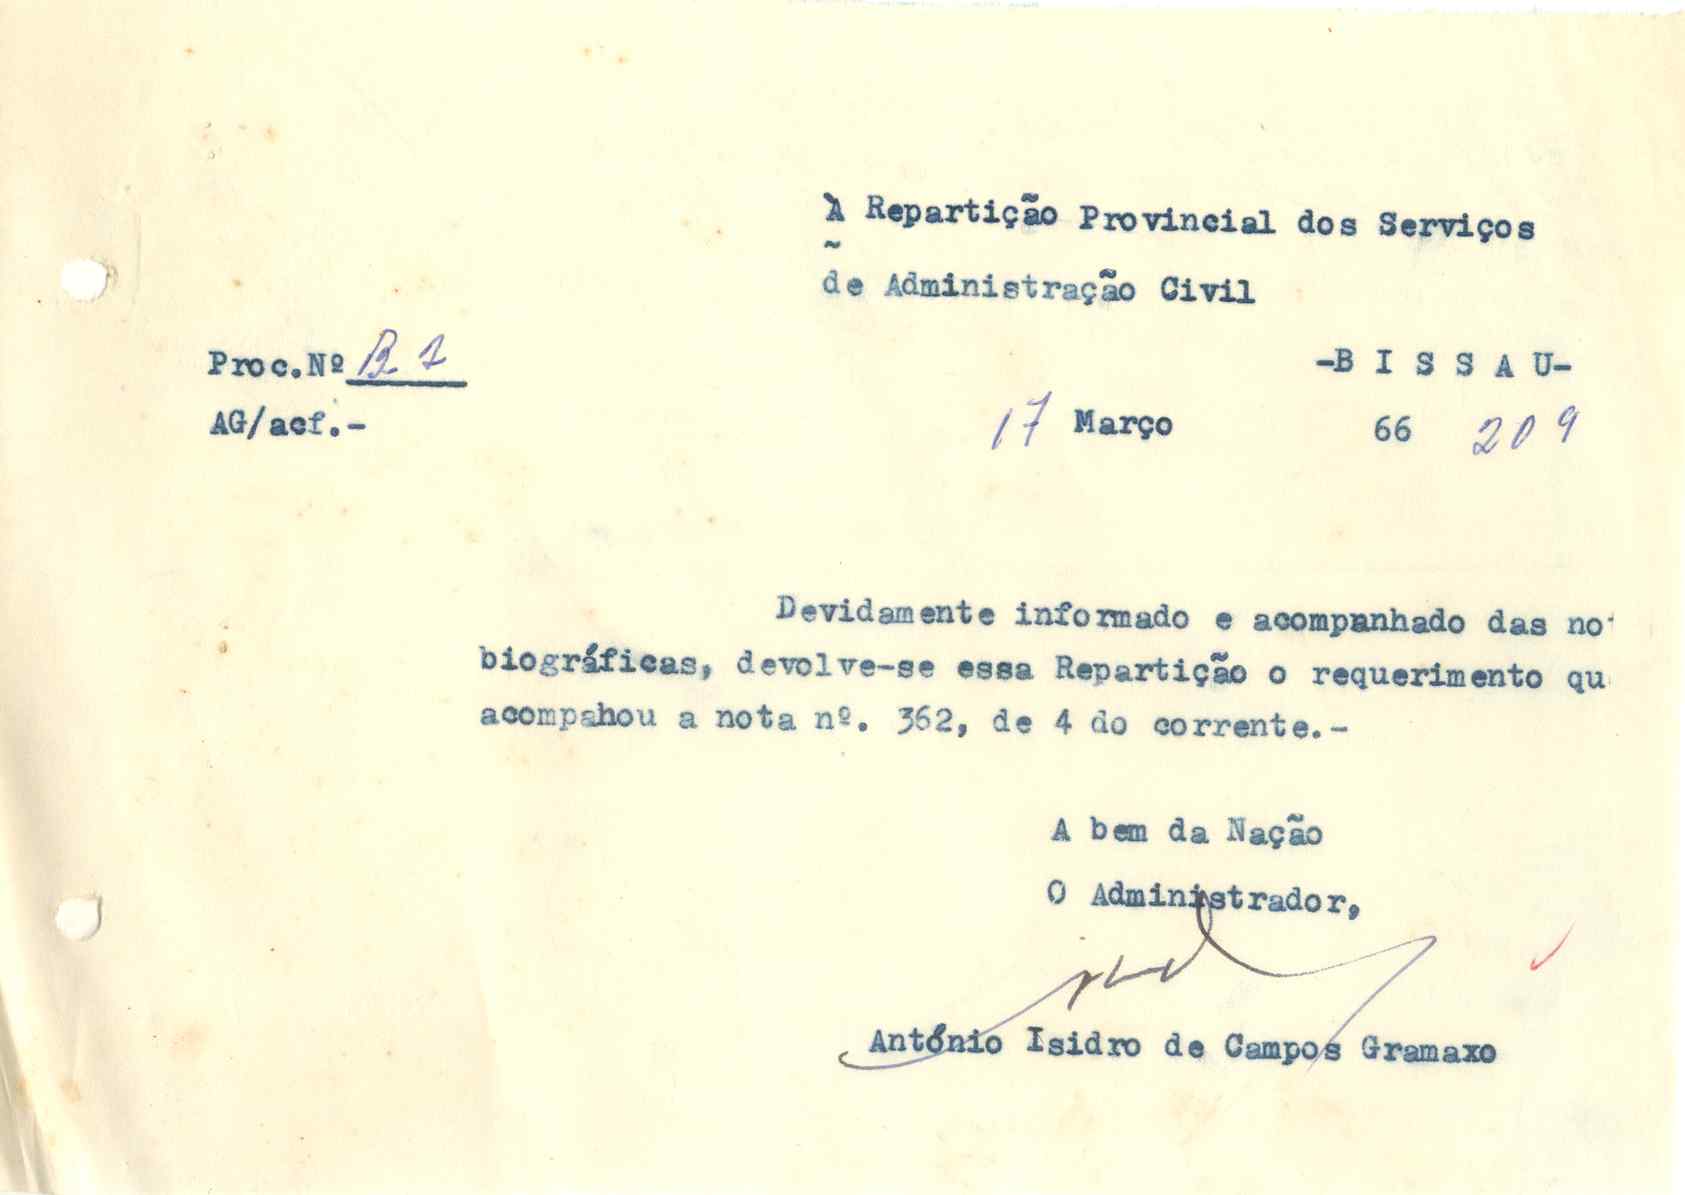 À Repartição Provincial dos Serviços
de Administração Civil
Proc.Nº B 1
-B I S S A U-
AG/acf.-
17 Março 66 209
Devidamente informado e acompanhado das no
biográficas, devolve-se essa Repartição o requerimento qu
acompahou a nota nº. 362, de 4 do corrente.-
A bem da Nação
O Administrador,
António Isidro de Campos Gramaxo